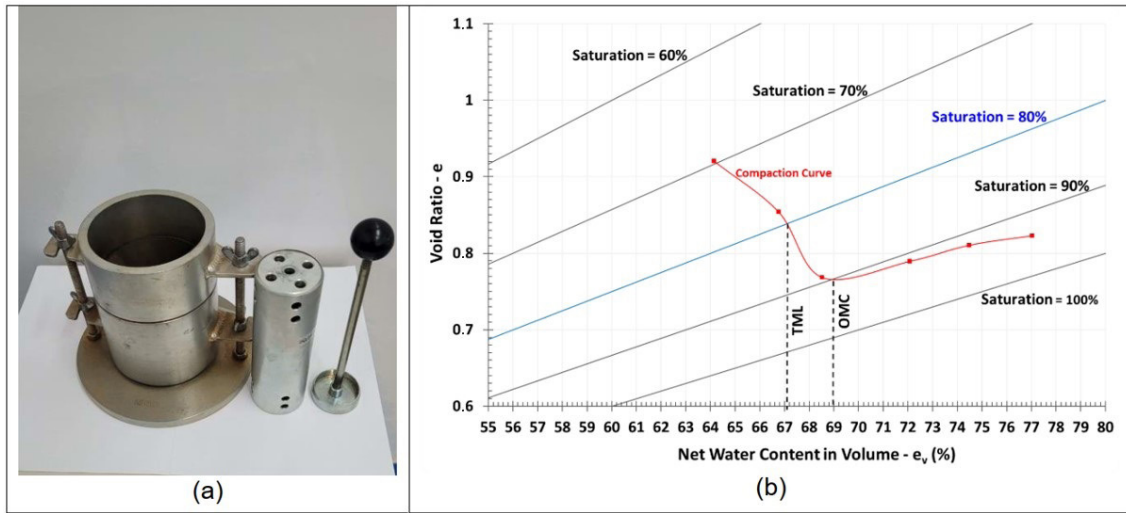 1.1
1
0.9
0.8
0.7
0.6
Void Ratio - e
Saturation = 60%
Saturation = 70%
Saturation = 80%
Compaction Curve
Saturation = 90%
Saturation = 100%
TML
OMC
55 56 57 58 59 60 61 62 63 64 65 66 67 68 69 70 71 72 73 74 75 76 77 78 79 80
Net Water Content in Volume - ev (%)
(a)
(b)